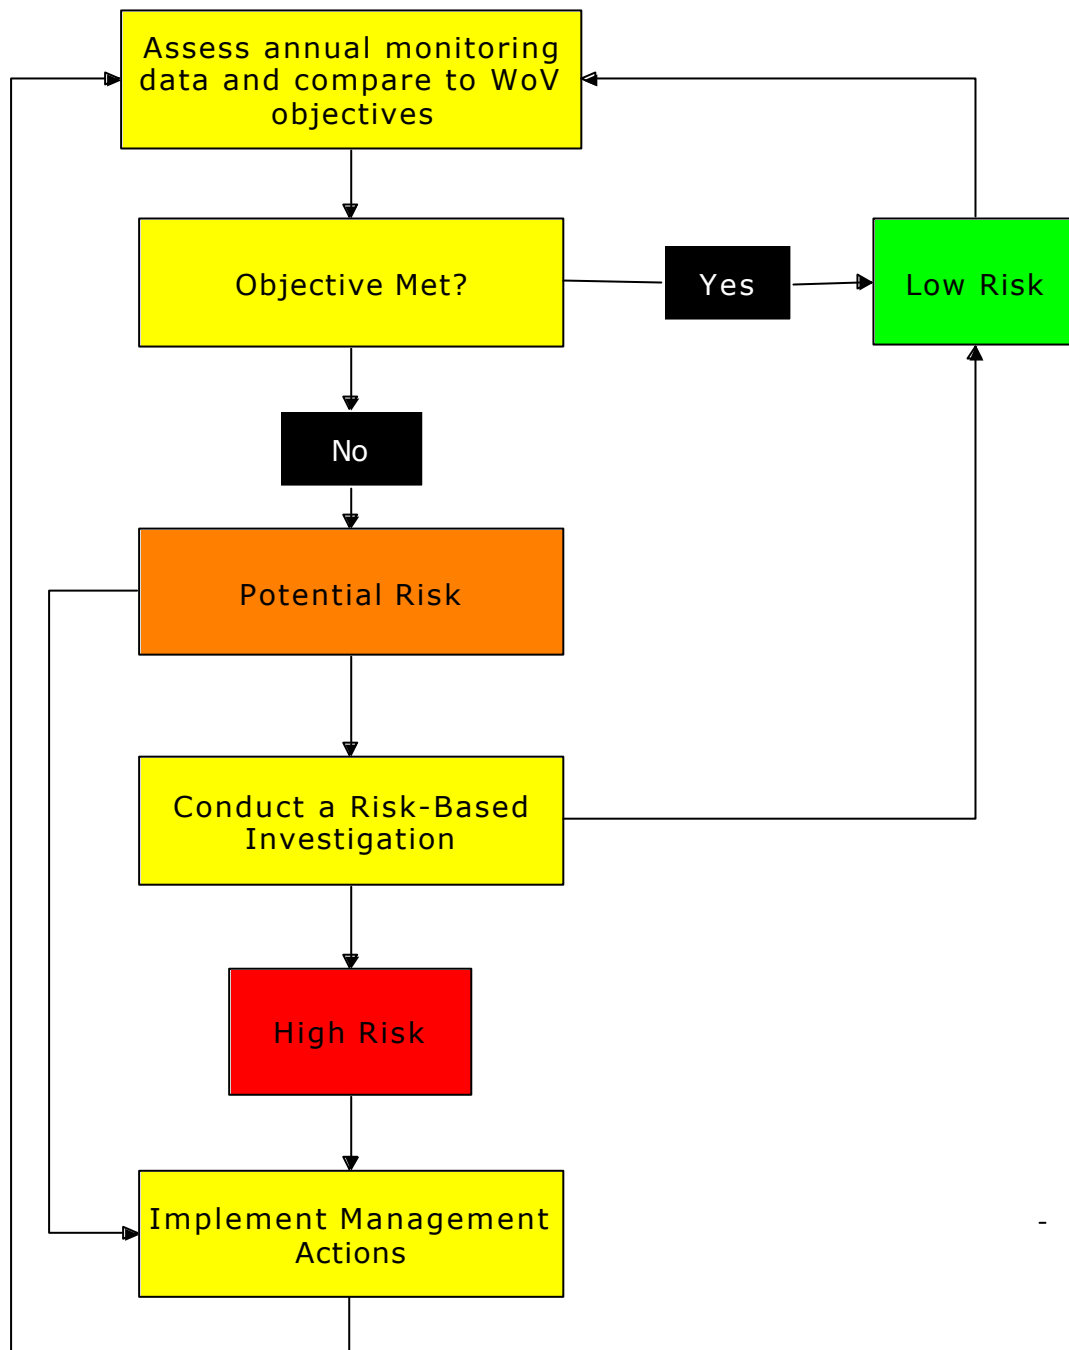 Assess annual monitoring
data and compare to WoV
objectives
Objective Met?
Yes
Low Risk
No
Potential Risk
Conduct a Risk-Based
Investigation
High Risk
Implement Management
Actions
-